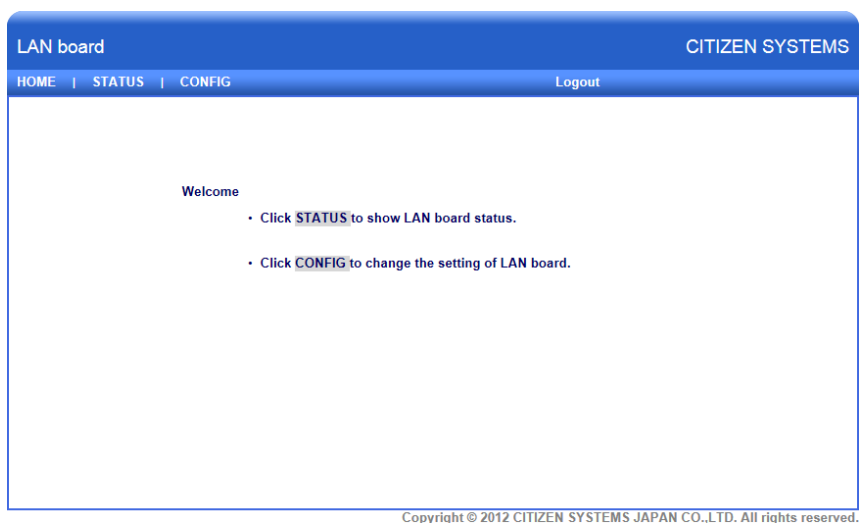 LAN board CITIZEN SYSTEMS
HOME | STATUS | CONFIG Logout
Welcome
• Click STATUS to show LAN board status.
• Click CONFIG to change the setting of LAN board.
Copyright © 2012 CITIZEN SYSTEMS JAPAN CO.,LTD. All rights reserved.